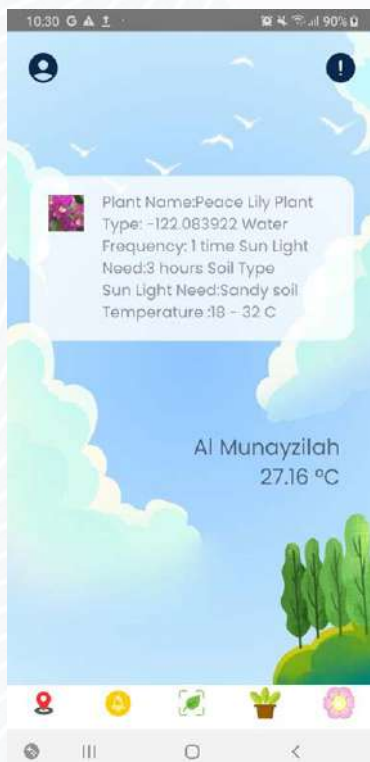 10.30 G
90%
Plant Name:Peace Lily Plant
Type: -122.083922 Water
Frequency: 1 time Sun Light
Need:3 hours Soil Type
Sun Light Need:Sandy soil
Temperature :18 - 32 C
Al Munayzilah
27.16 ºC